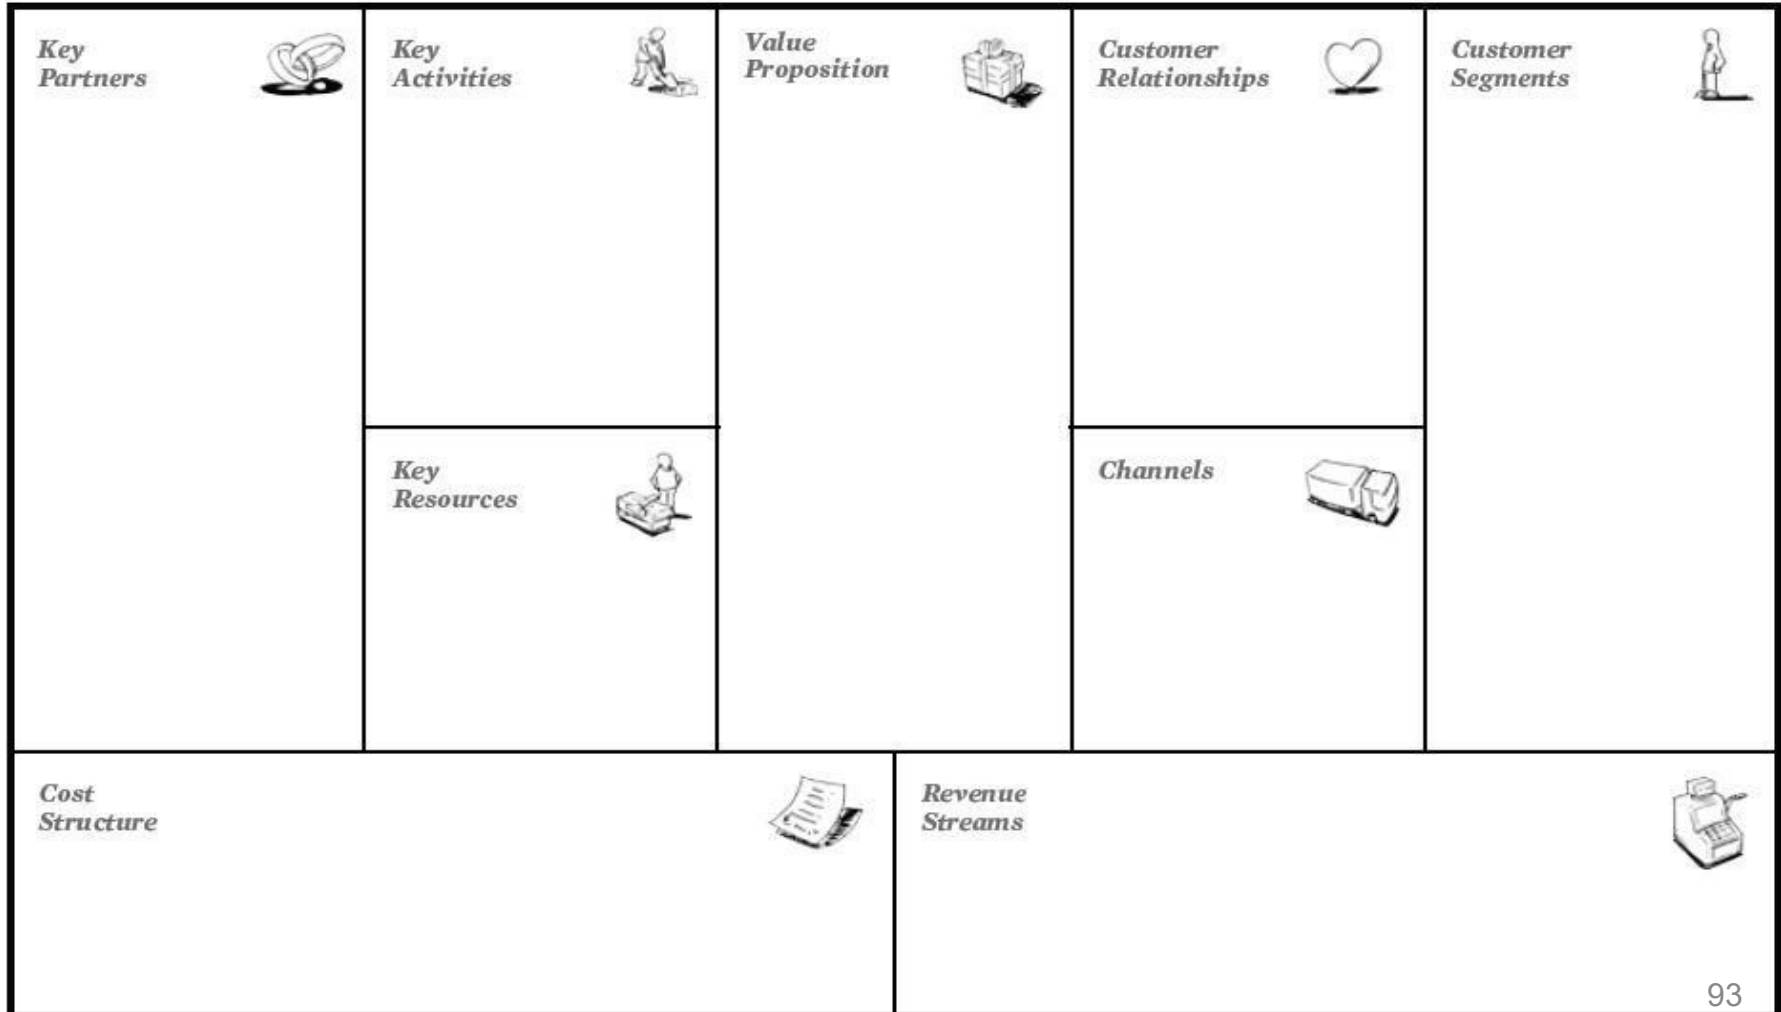 Key
Partners
Key
Activities
Value
Proposition
Customer
Relationships
Customer
Segments
Key
Resources
Channels
Cost
Structure
Revenue
Streams
93